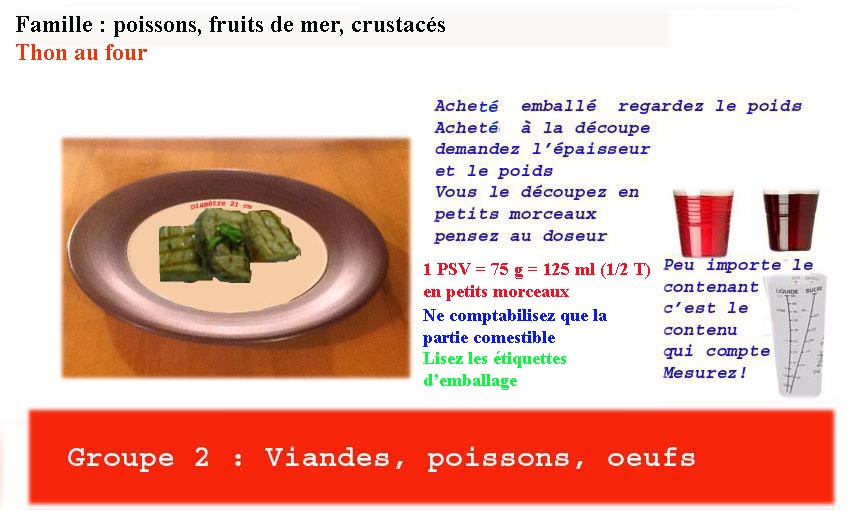 Famille : poissons, fruits de mer, crustacés
Thon au four
Acheté emballé regardez le poids
Acheté à la découpe
demandez l'épaisseur
et le poids
Vous le découpez en
petits morceaux
pensez au doseur
Diamètre 21 cm
1 PSV = 75 g = 125 ml (1/2 T)
en petits morceaux
Ne comptabilisez que la
partie comestible
Lisez les étiquettes
d'emballage
Peu importe le
contenant
c'est le
contenu
qui compte
Mesurez!
LIQUIDE SUCRE
Groupe 2 : Viandes, poissons, oeufs